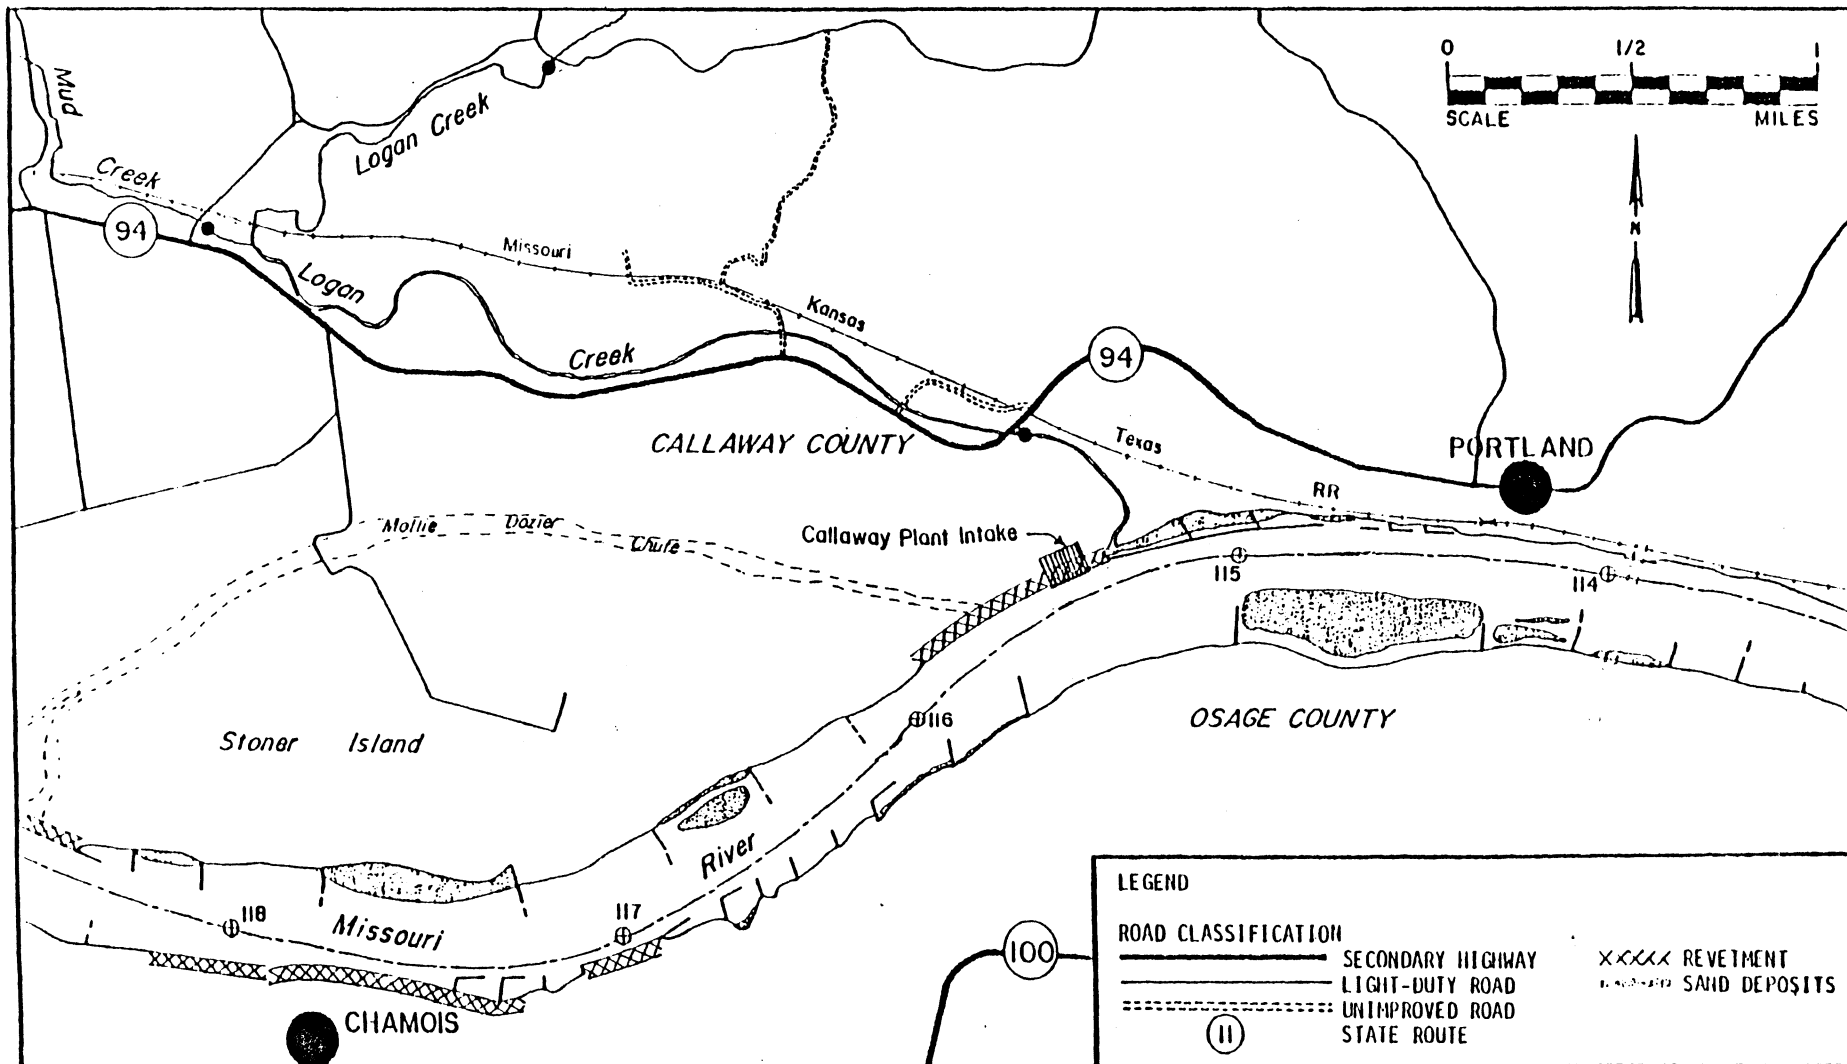 0 1/2 1
SCALE MILES
N
Mud
Creek
Logan Creek
94
Missouri
Logan
Kansas
Creek
94
CALLAWAY COUNTY
Texas
PORTLAND
RR
Mollie Dozier
Chute
Callaway Plant Intake
115
114
116
OSAGE COUNTY
Stoner Island
River
118
117
Missouri
100
CHAMOIS
LEGEND
ROAD CLASSIFICATION
SECONDARY HIGHWAY
LIGHT-DUTY ROAD
UNIMPROVED ROAD
11 STATE ROUTE
REVETMENT
SAND DEPOSITS